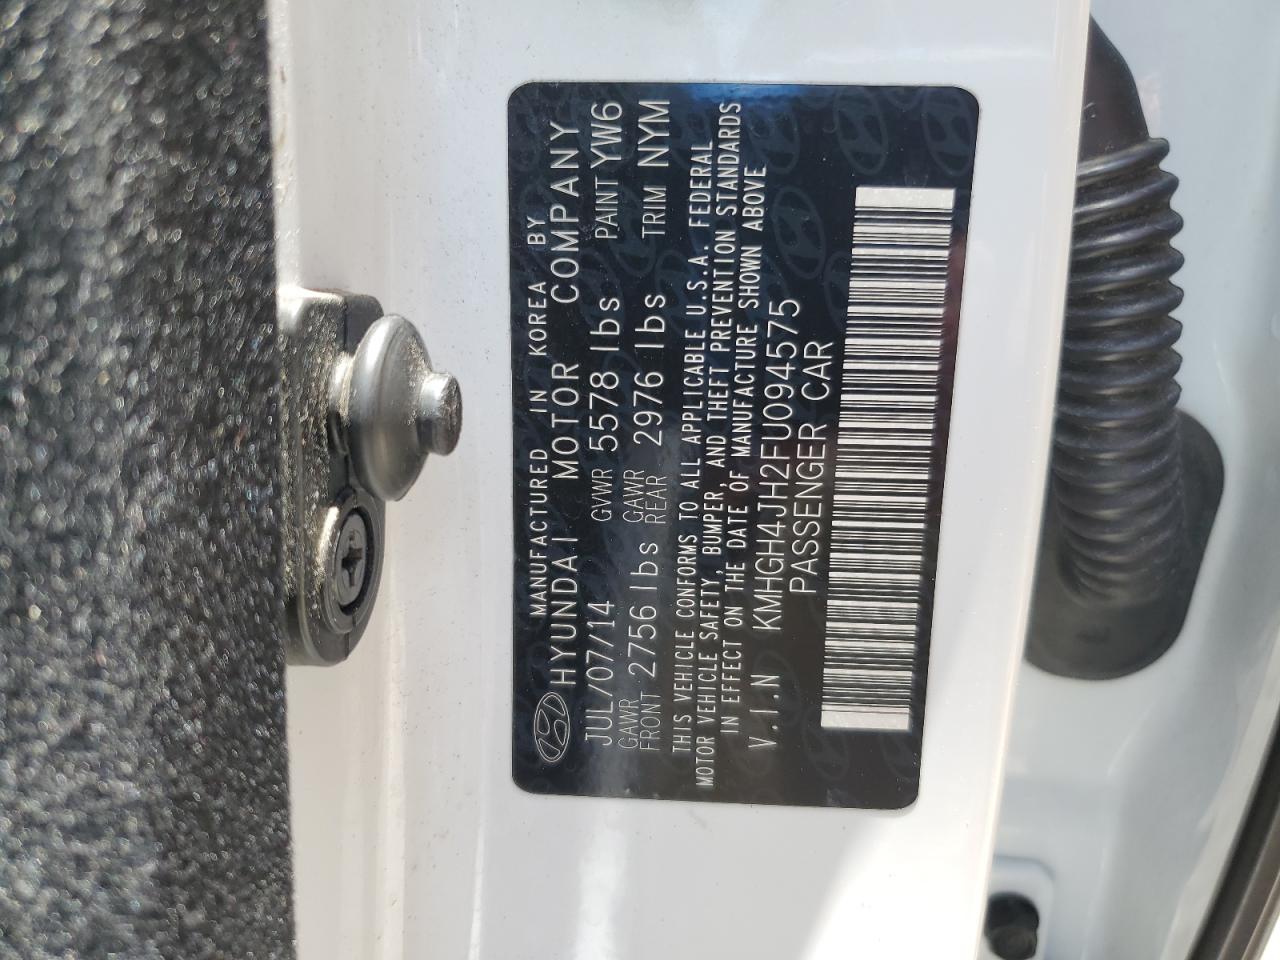 MANUFACTURED IN KOREA BY
HYUNDAI MOTOR COMPANY
JUL/07/14 GVWR 5578 lbs PAINT YW6
GAWR FRONT 2756 lbs GAWR REAR 2976 lbs TRIM NYM
THIS VEHICLE CONFORMS TO ALL APPLICABLE U.S.A. FEDERAL
MOTOR VEHICLE SAFETY, BUMPER, AND THEFT PREVENTION STANDARDS
IN EFFECT ON THE DATE OF MANUFACTURE SHOWN ABOVE
V.I.N KMHGH4JH2FU094575
PASSENGER CAR